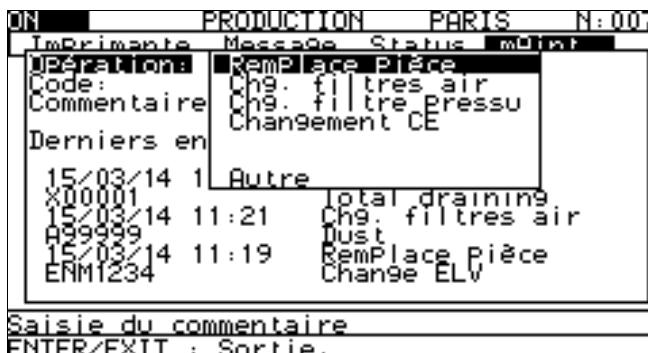 ON PRODUCTION PARIS N:007
Imprimante Message Status mOint
Opération: Remplace Pièce
Code: Chg. filtres air
Commentaire Chg. filtre Pressu
Changement CE
Derniers en
15/03/14 1 Autre
X00001 Total draining
15/03/14 11:21 Chg. filtres air
A99999 Dust
15/03/14 11:19 Remplace Pièce
ENM1234 Change ELV
Saisie du commentaire
ENTER/EXIT : Sortie.